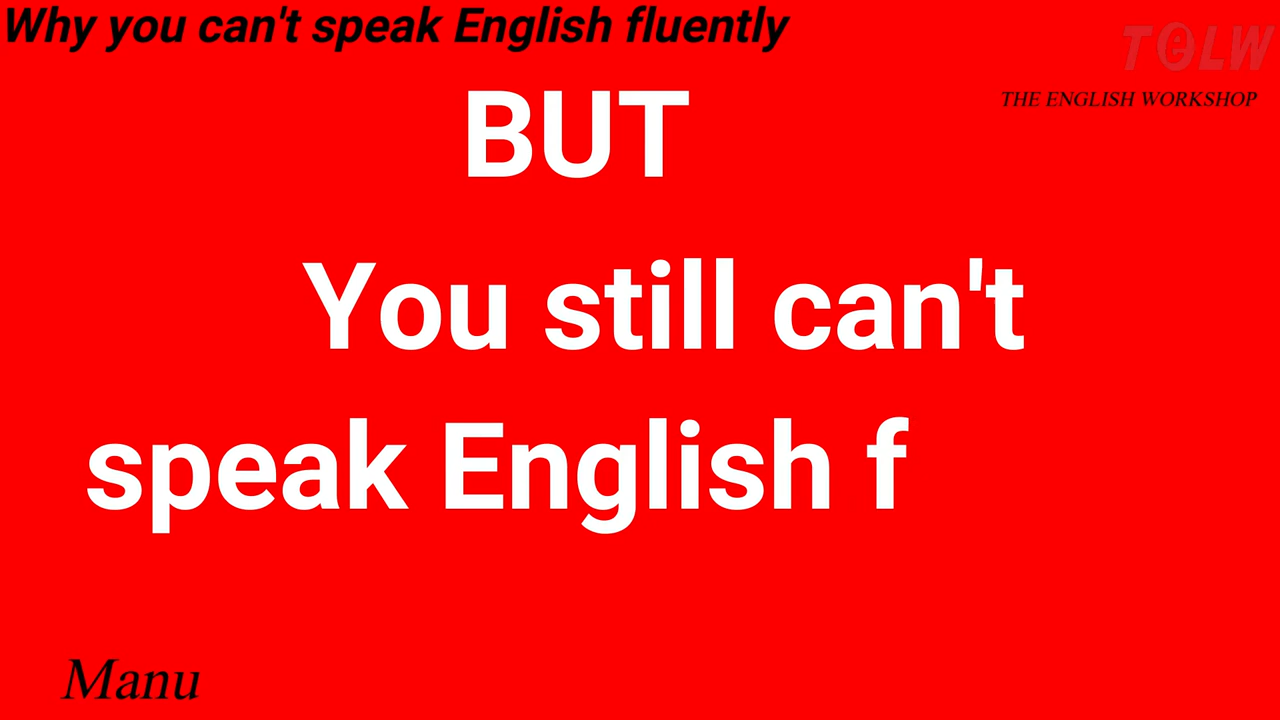 Why you can't speak English fluently
TeLW
THE ENGLISH WORKSHOP
BUT
You still can't
speak English f
Manu